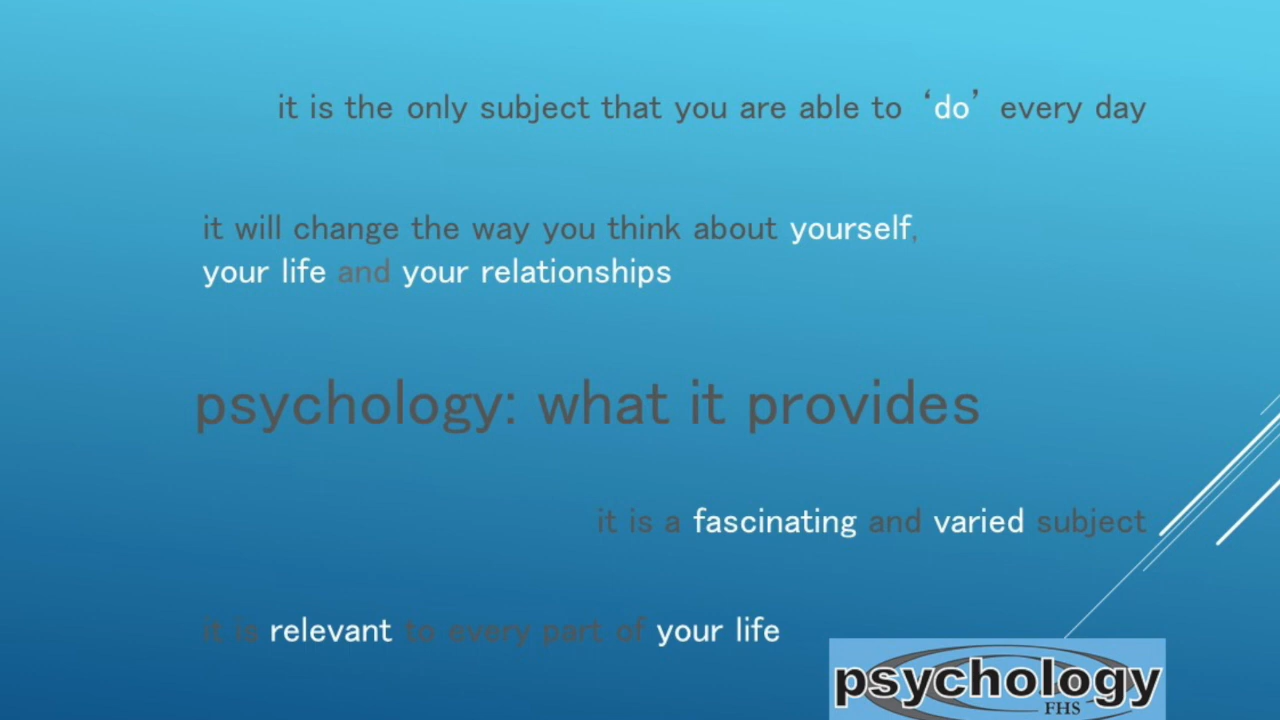 it is the only subject that you are able to ‘do’ every day
it will change the way you think about yourself,
your life and your relationships
psychology: what it provides
it is a fascinating and varied subject
it is relevant to every part of your life
psychology
FHS